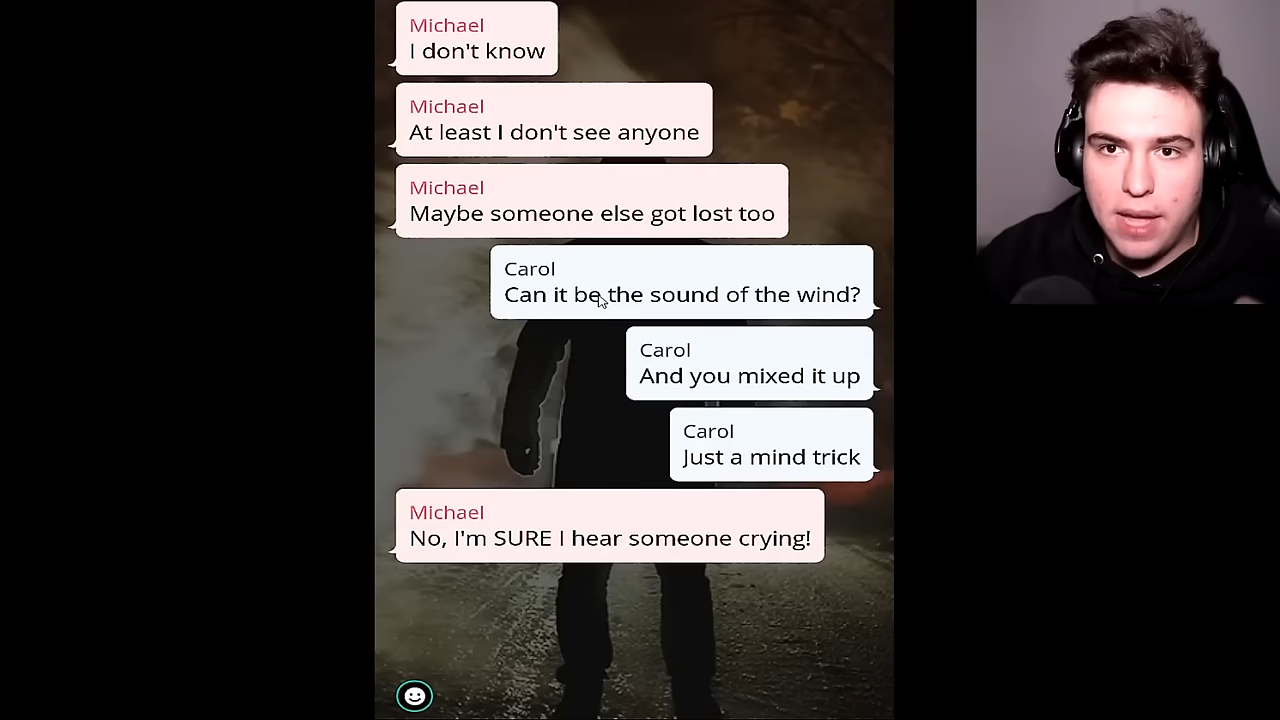 Michael
I don't know
Michael
At least I don't see anyone
Michael
Maybe someone else got lost too
Carol
Can it be the sound of the wind?
Carol
And you mixed it up
Carol
Just a mind trick
Michael
No, I'm SURE I hear someone crying!